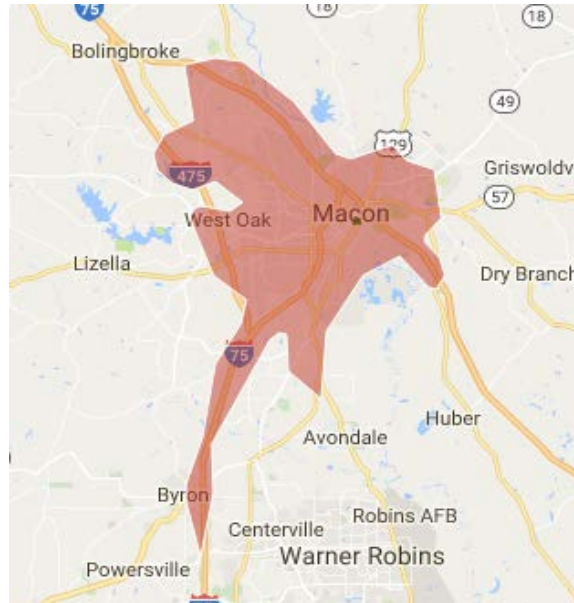 75
18
18
Bolingbroke
49
129
475
Griswoldv
57
West Oak
Macon
Lizella
Dry Branch
75
Huber
Avondale
Byron
Robins AFB
Centerville
Warner Robins
Powersville